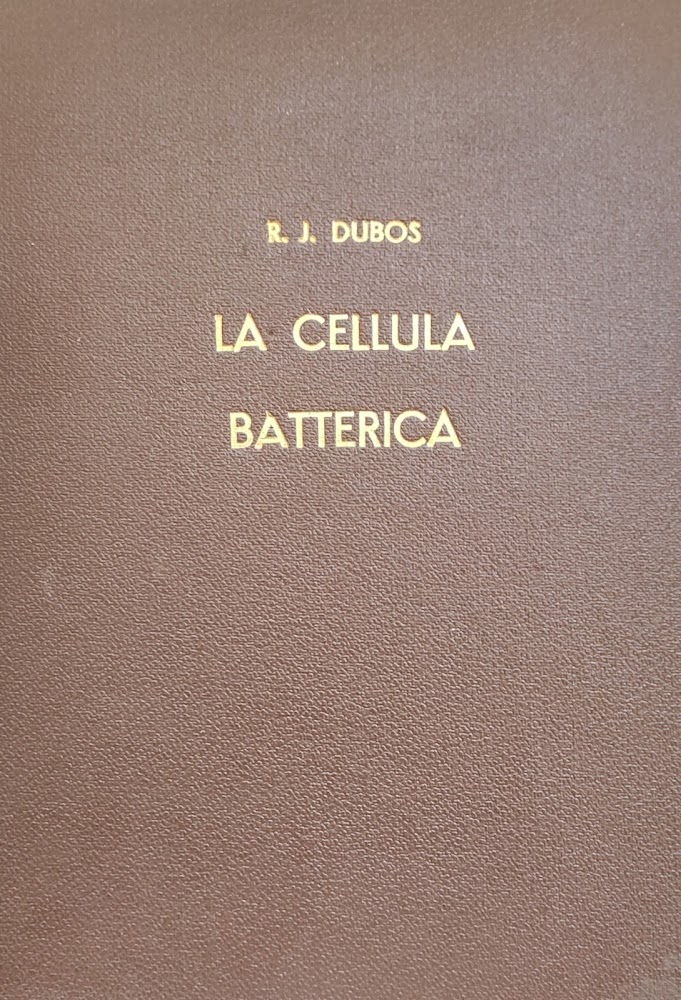 R. J. DUBOS
LA CELLULA
BATTERICA